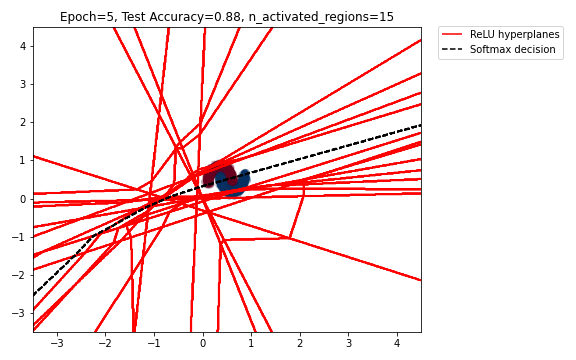 Epoch=5, Test Accuracy=0.88, n_activated_regions=15
ReLU hyperplanes
Softmax decision
4
3
2
1
0
−1
−2
−3
−3 −2 −1 0 1 2 3 4